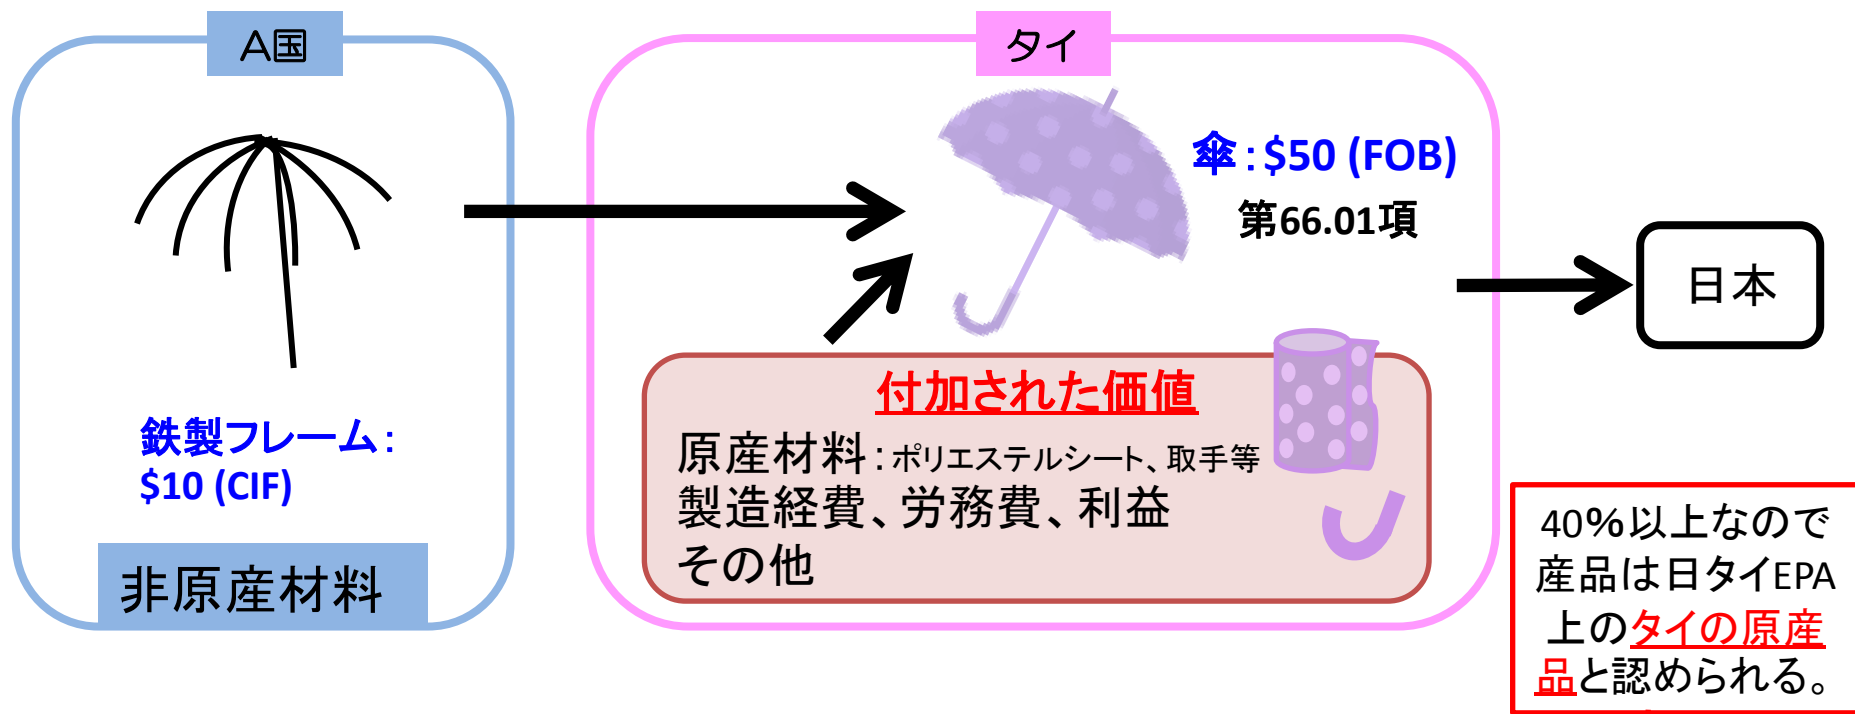 A国
鉄製フレーム：
$10 (CIF)
非原産材料
タイ
傘：$50 (FOB)
第66.01項
付加された価値
原産材料：ポリエステルシート、取手等
製造経費、労務費、利益
その他
日本
40％以上なので
産品は日タイEPA
上のタイの原産
品と認められる。